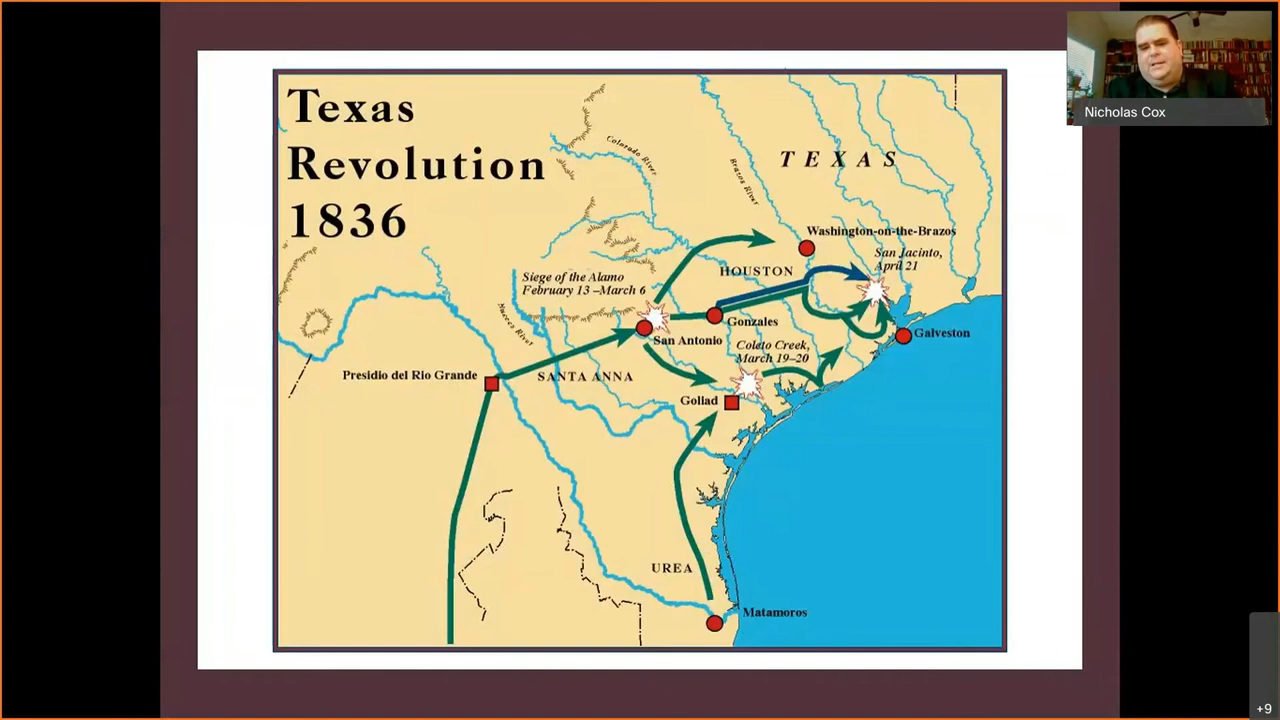 Texas
Revolution
1836
Nicholas Cox
Colorado River
Brazos River
TEXAS
Washington-on-the-Brazos
San Jacinto,
April 21
HOUSTON
Siege of the Alamo
February 13 –March 6
Nueces River
Gonzales
San Antonio
Coleto Creek,
March 19–20
Galveston
Presidio del Rio Grande
SANTA ANNA
Goliad
UREA
Matamoros
+9